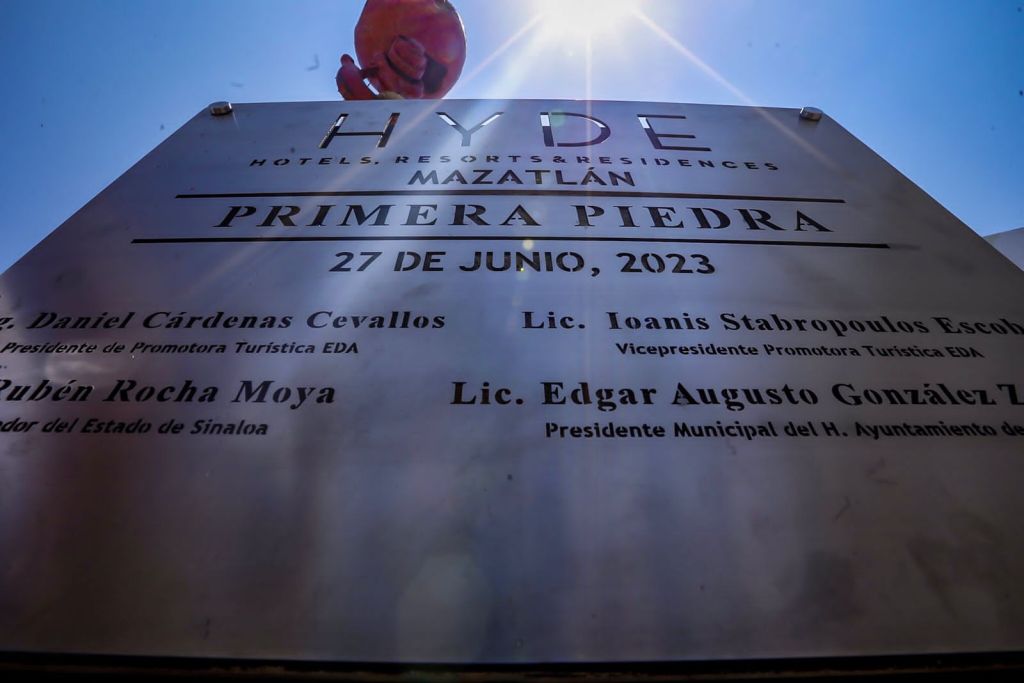 HYDE
HOTELS, RESORTS & RESIDENCES
MAZATLÁN
PRIMERA PIEDRA
27 DE JUNIO, 2023
Daniel Cárdenas Cevallos
Presidente de Promotora Turística EDA
Lic. Ioanis Stabropoulos
Vicepresidente Promotora Turística EDA
Rubén Rocha Moya
del Estado de Sinaloa
Lic. Edgar Augusto González
Presidente Municipal del H. Ayuntamiento de